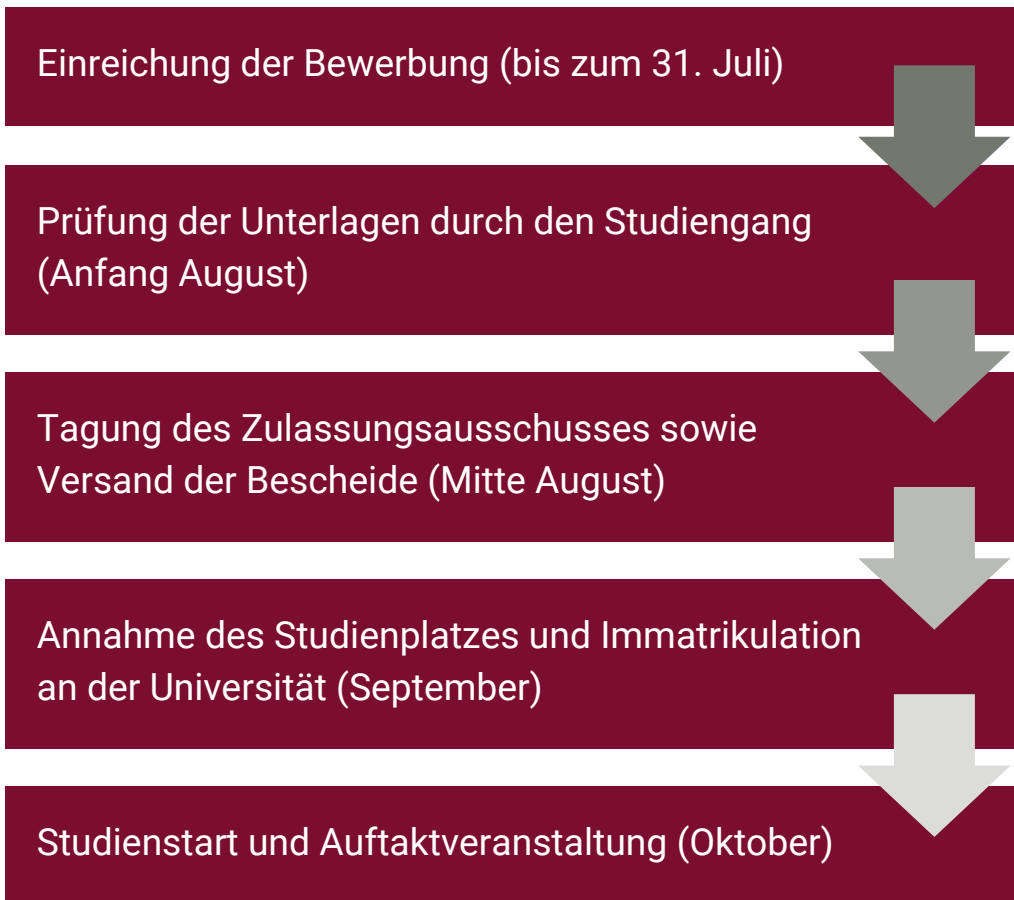 Einreichung der Bewerbung (bis zum 31. Juli)
Prüfung der Unterlagen durch den Studiengang
(Anfang August)
Tagung des Zulassungsausschusses sowie
Versand der Bescheide (Mitte August)
Annahme des Studienplatzes und Immatrikulation
an der Universität (September)
Studienstart und Auftaktveranstaltung (Oktober)